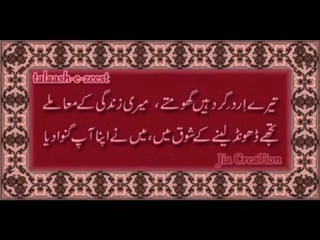 talaash-e-zeest
تیرے اِرد گرد ہیں گھومتے ، میری زندگی کے معاملے
تجھے ڈھونڈ لینے کے شوق میں، میں نے اپنا آپ گنوا دیا
Jia CreaTion